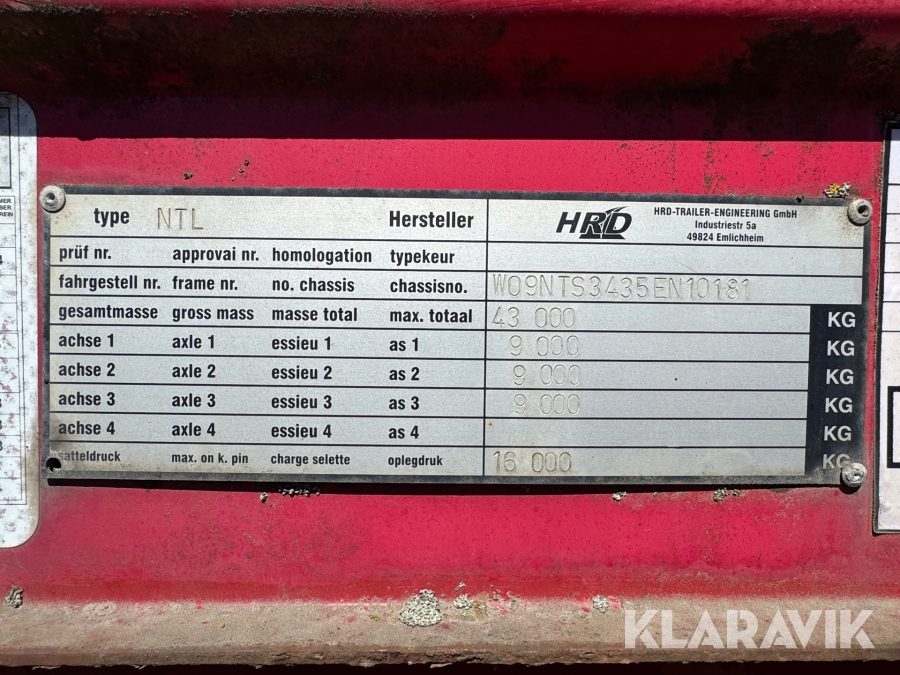 type NTL Hersteller HRD HRD-TRAILER-ENGINEERING GmbH
Industriestr 5a
49824 Emlichheim
prüf nr. approvai nr. homologation typekeur
fahrgestell nr. frame nr. no. chassis chassisno. W09NTS3435EN10181
gesamtmasse gross mass masse total max. totaal 43 000 KG
achse 1 axle 1 essieu 1 as 1 9 000 KG
achse 2 axle 2 essieu 2 as 2 9 000 KG
achse 3 axle 3 essieu 3 as 3 9 000 KG
achse 4 axle 4 essieu 4 as 4 KG
satteldruck max. on k. pin charge selette oplegdruk 16 000 KG
KLARAVIK